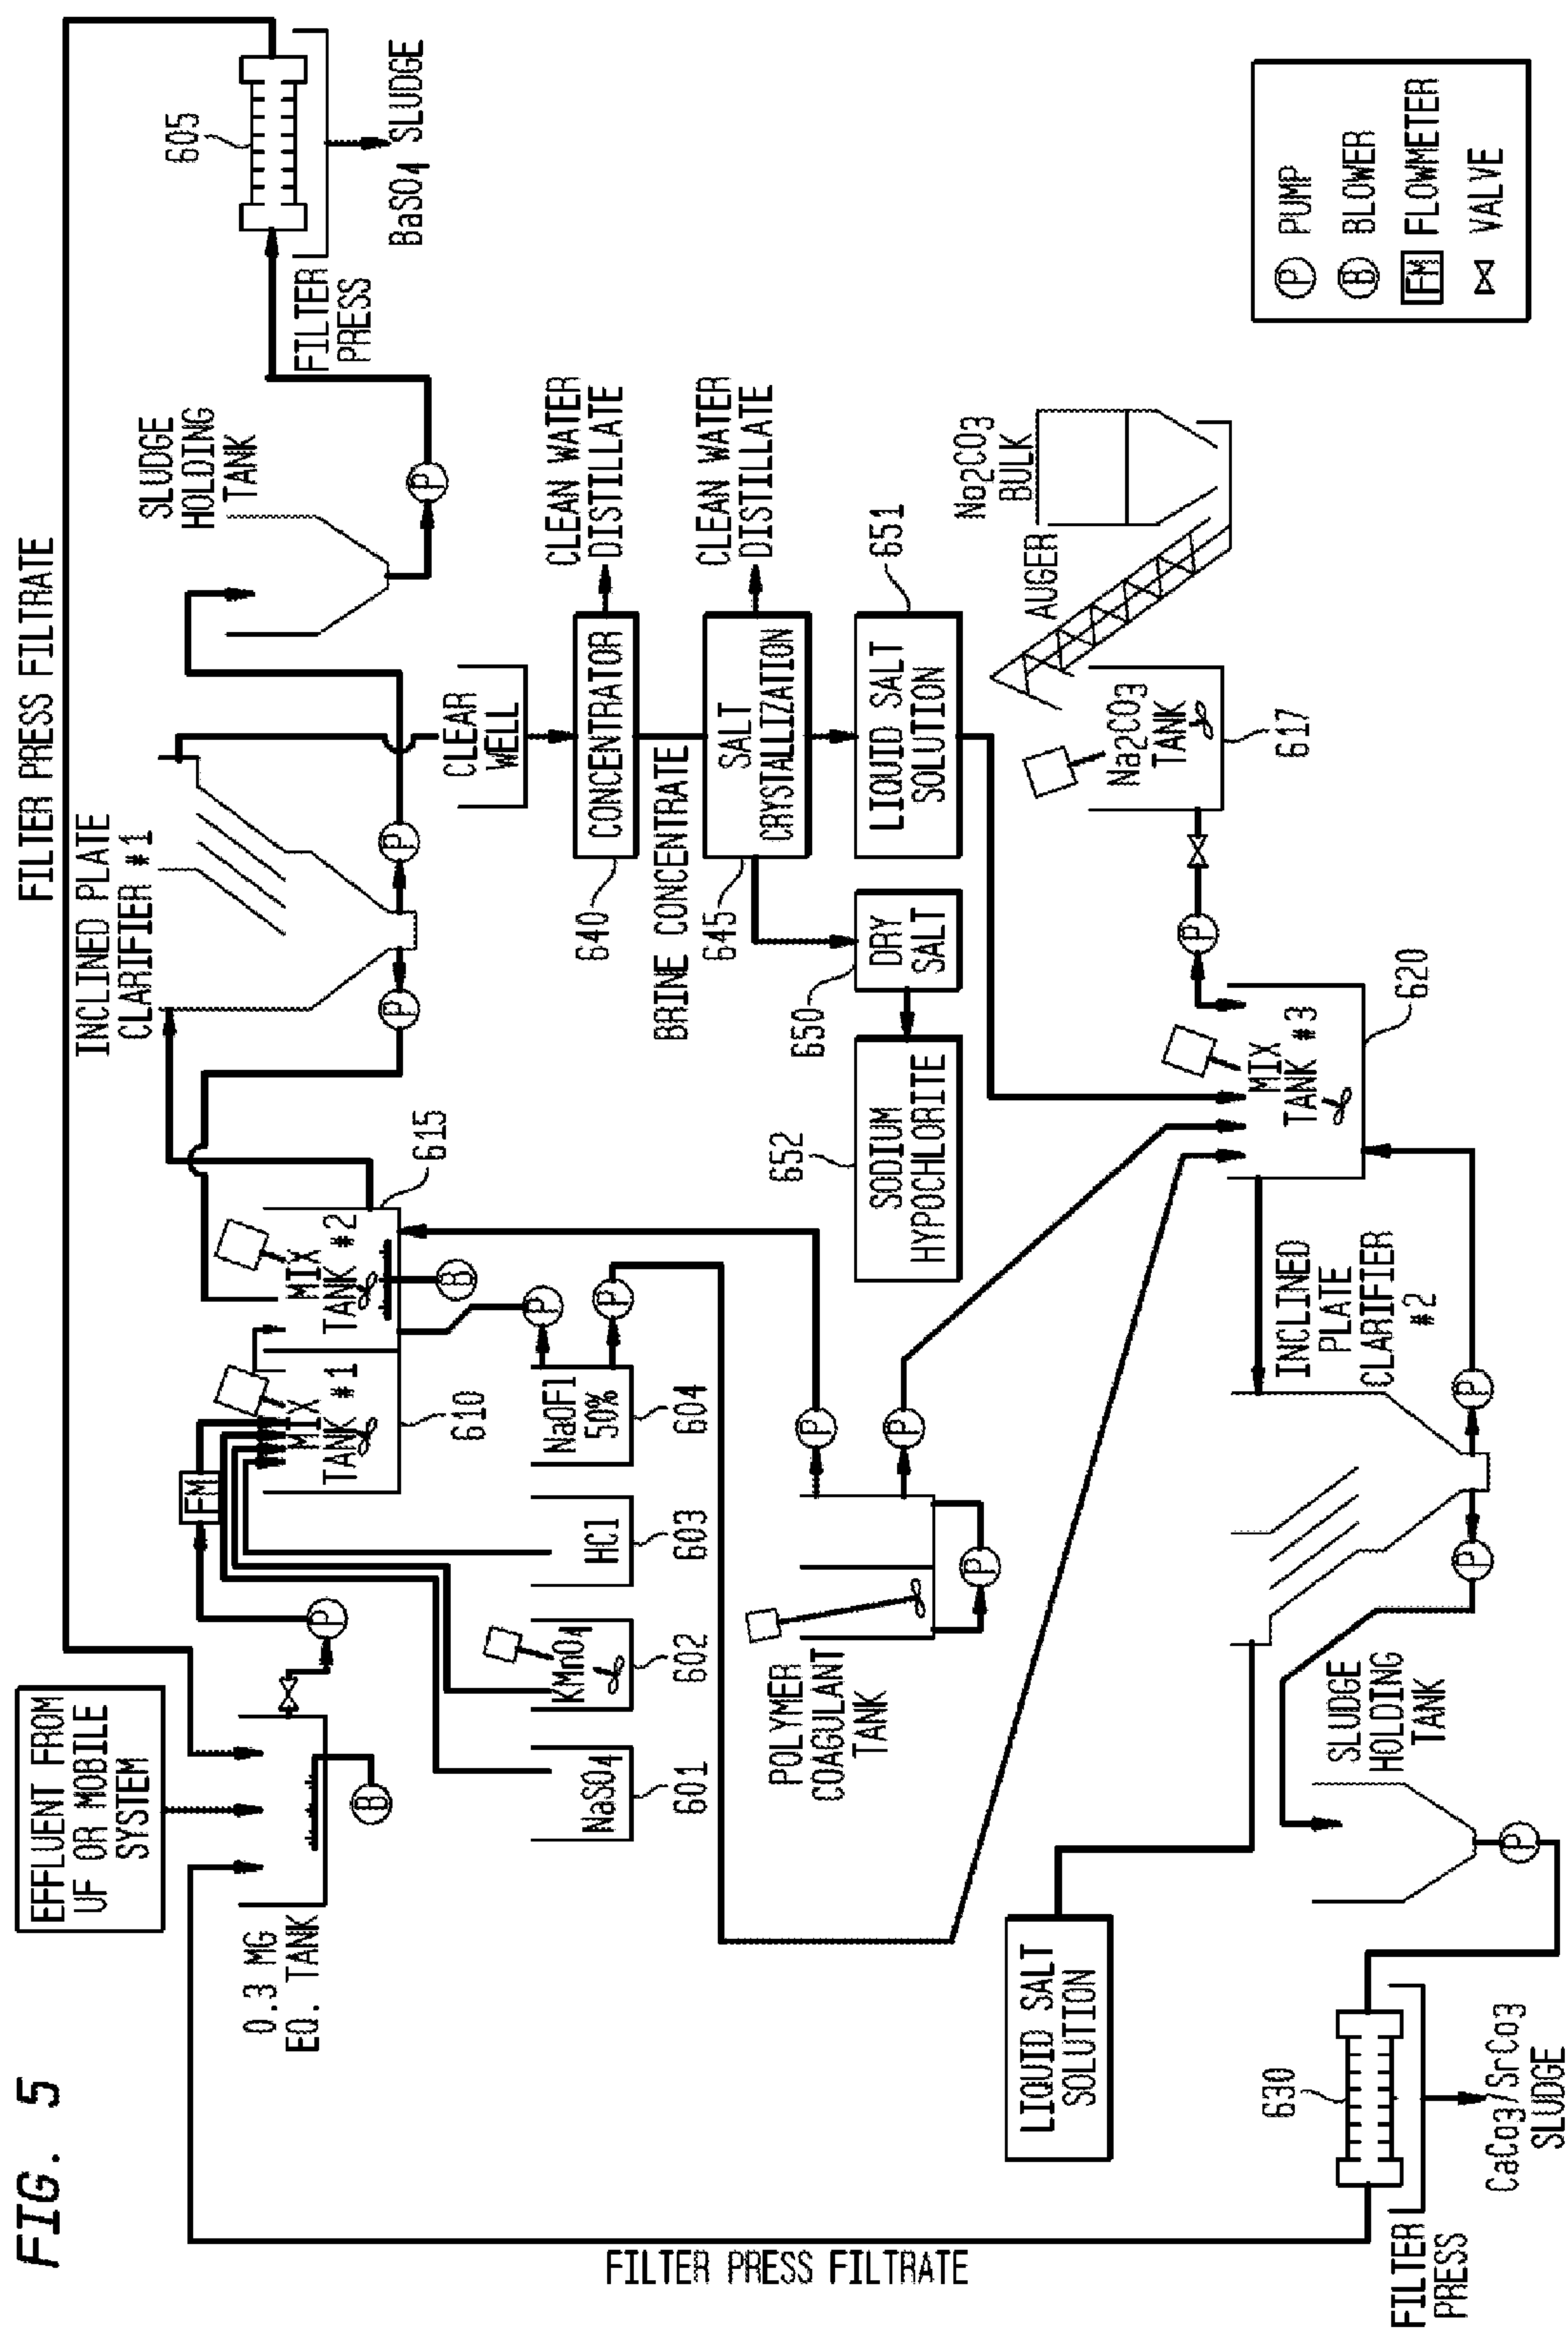 FIG. 5
EFFLUENT FROM
UF OR MOBILE
SYSTEM
FILTER PRESS FILTRATE
0.3 MG
EQ. TANK
B
P
FM
MIX
TANK #1
610
MIX
TANK #2
615
B
INCLINED PLATE
CLARIFIER #1
P
P
SLUDGE
HOLDING
TANK
P
605
FILTER
PRESS
BaSO4 SLUDGE
NaSO4
601
KMnO4
602
HCl
603
NaOFl
50%
604
P
P
CLEAR
WELL
CONCENTRATOR
640
CLEAN WATER
DISTILLATE
BRINE CONCENTRATE
SALT
CRYSTALLIZATION
645
CLEAN WATER
DISTILLATE
DRY
SALT
650
LIQUID SALT
SOLUTION
651
SODIUM
HYPOCHLORITE
652
POLYMER
COAGULANT
TANK
P
P
P
AUGER
Na2CO3
BULK
Na2CO3
TANK
617
P
MIX
TANK #3
620
INCLINED
PLATE
CLARIFIER
#2
P
P
LIQUID SALT
SOLUTION
SLUDGE
HOLDING
TANK
P
630
FILTER
PRESS
CaCo3/SrCo3
SLUDGE
FILTER PRESS FILTRATE
P PUMP
B BLOWER
FM FLOWMETER
VALVE